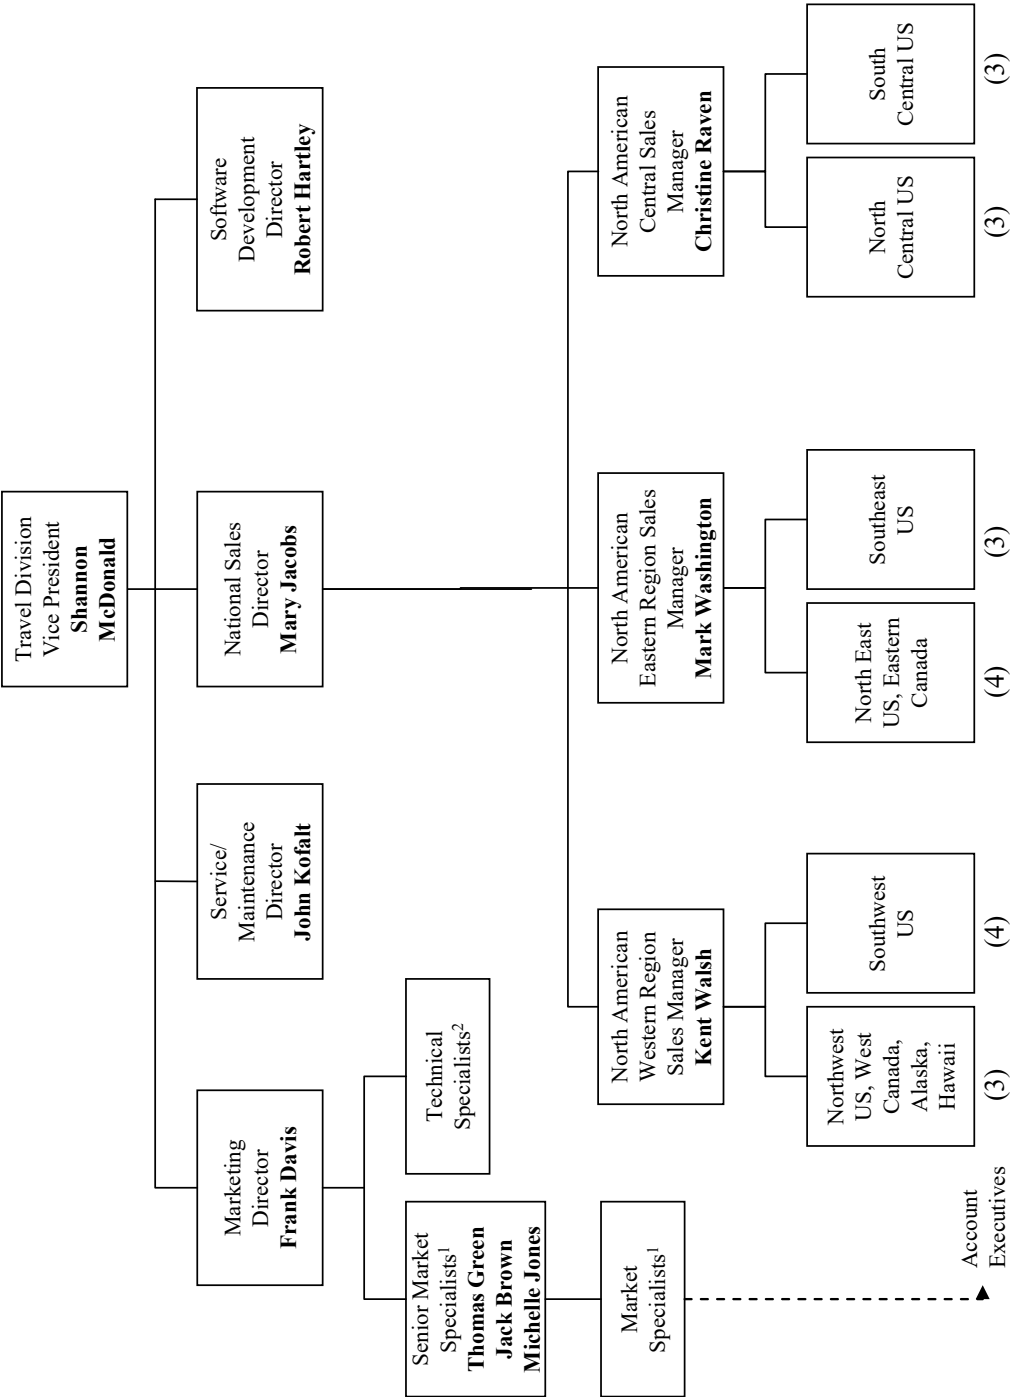 Travel Division
Vice President
Shannon
McDonald
Marketing
Director
Frank Davis
Service/
Maintenance
Director
John Kofalt
National Sales
Director
Mary Jacobs
Software
Development
Director
Robert Hartley
Senior Market
Specialists¹
Thomas Green
Jack Brown
Michelle Jones
Technical
Specialists²
Market
Specialists¹
North American
Western Region
Sales Manager
Kent Walsh
North American
Eastern Region Sales
Manager
Mark Washington
North American
Central Sales
Manager
Christine Raven
Northwest
US, West
Canada,
Alaska,
Hawaii
Southwest
US
North East
US, Eastern
Canada
Southeast
US
North
Central US
South
Central US
Account
Executives
(3)
(4)
(4)
(3)
(3)
(3)